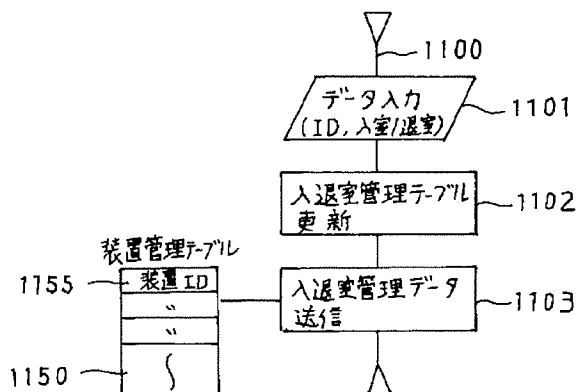 1100
データ入力
(ID, 入室/退室)
1101
入退室管理テーブル
更新
1102
装置管理テーブル
1155
装置ID
〃
〃
1150
入退室管理データ
送信
1103